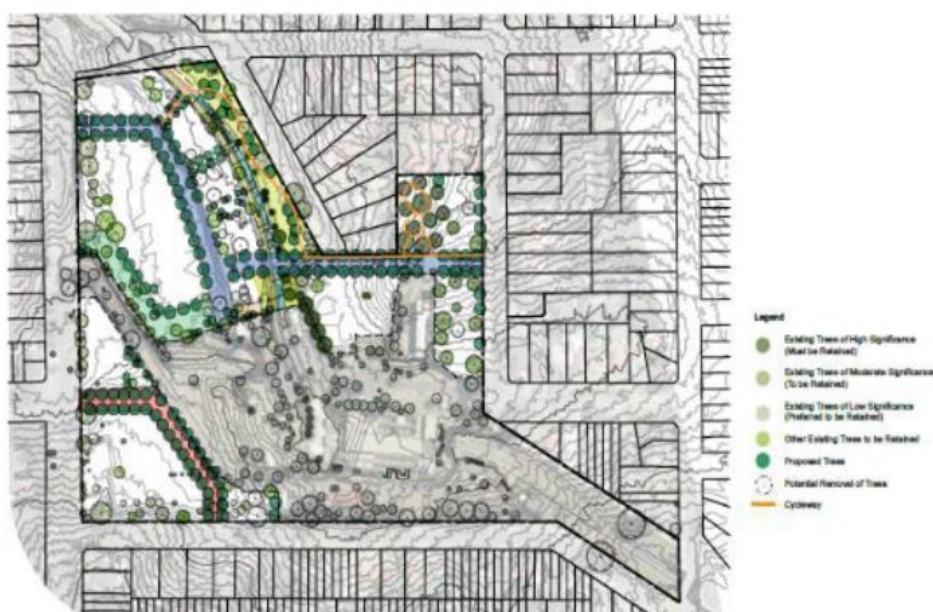 Legend
Existing Trees of High Significance
(Must be Retained)
Existing Trees of Moderate Significance
(To be Retained)
Existing Trees of Low Significance
(Preferred to be Retained)
Other Existing Trees to be Retained
Proposed Trees
Potential Removal of Trees
Cycleway